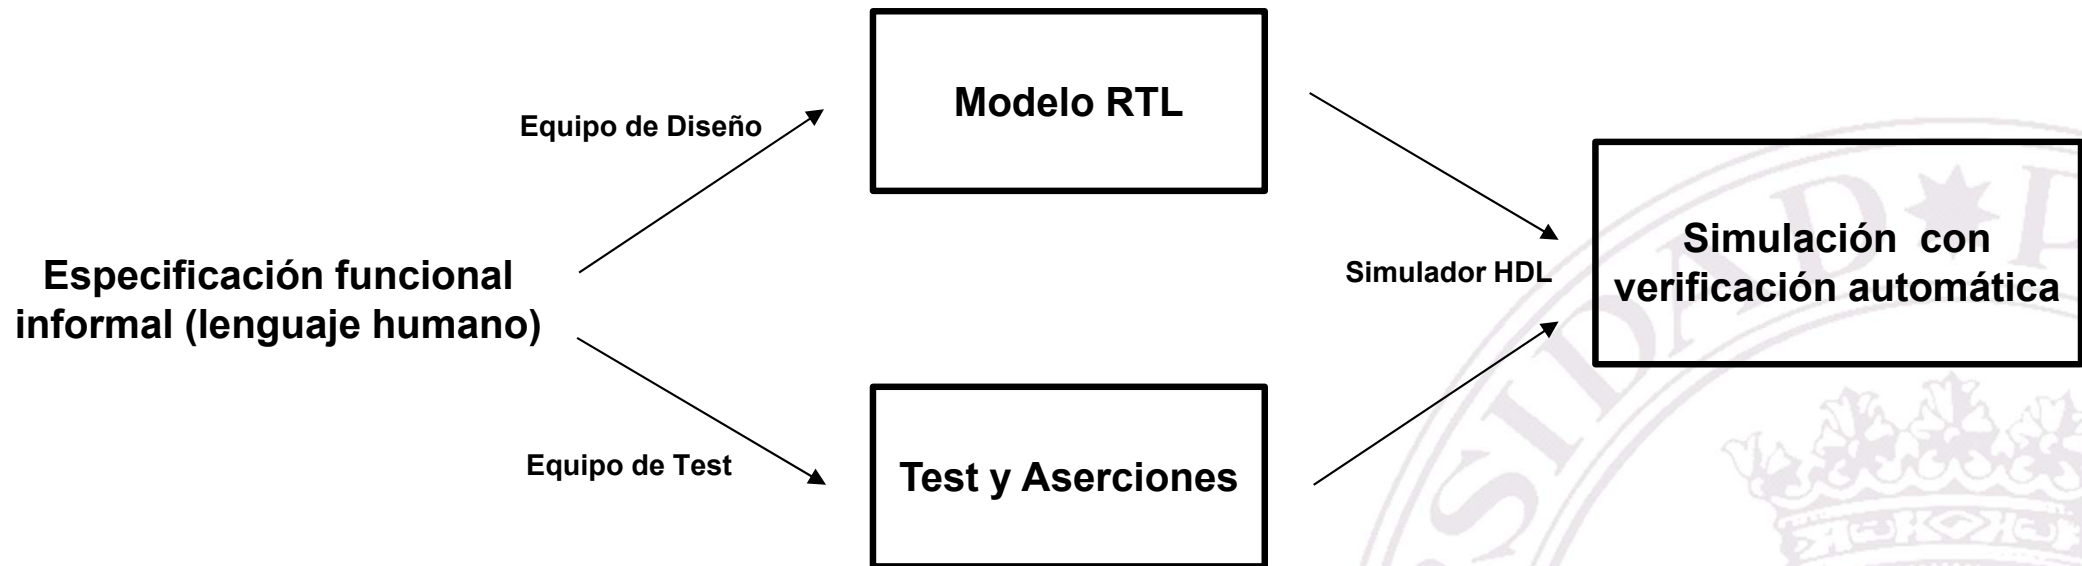 Modelo RTL
Equipo de Diseño
Simulación con
verificación automática
Simulador HDL
Especificación funcional
informal (lenguaje humano)
Equipo de Test
Test y Aserciones